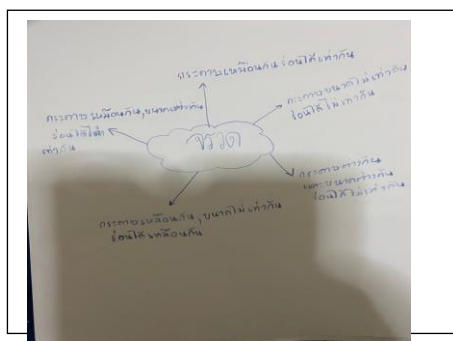 กระดาษเหมือนกัน ร่อนได้เท่ากัน
กระดาษขนาดไม่เท่ากัน
ร่อนได้ไม่เท่ากัน
กระดาษเหมือนกัน, ขนาดต่างกัน
ร่อนได้ไม่
เท่ากัน
จรวด
กระดาษต่างกัน
และขนาดต่างกัน
ร่อนได้ไม่เท่ากัน
กระดาษเหมือนกัน, ขนาดไม่เท่ากัน
ร่อนได้เหมือนกัน